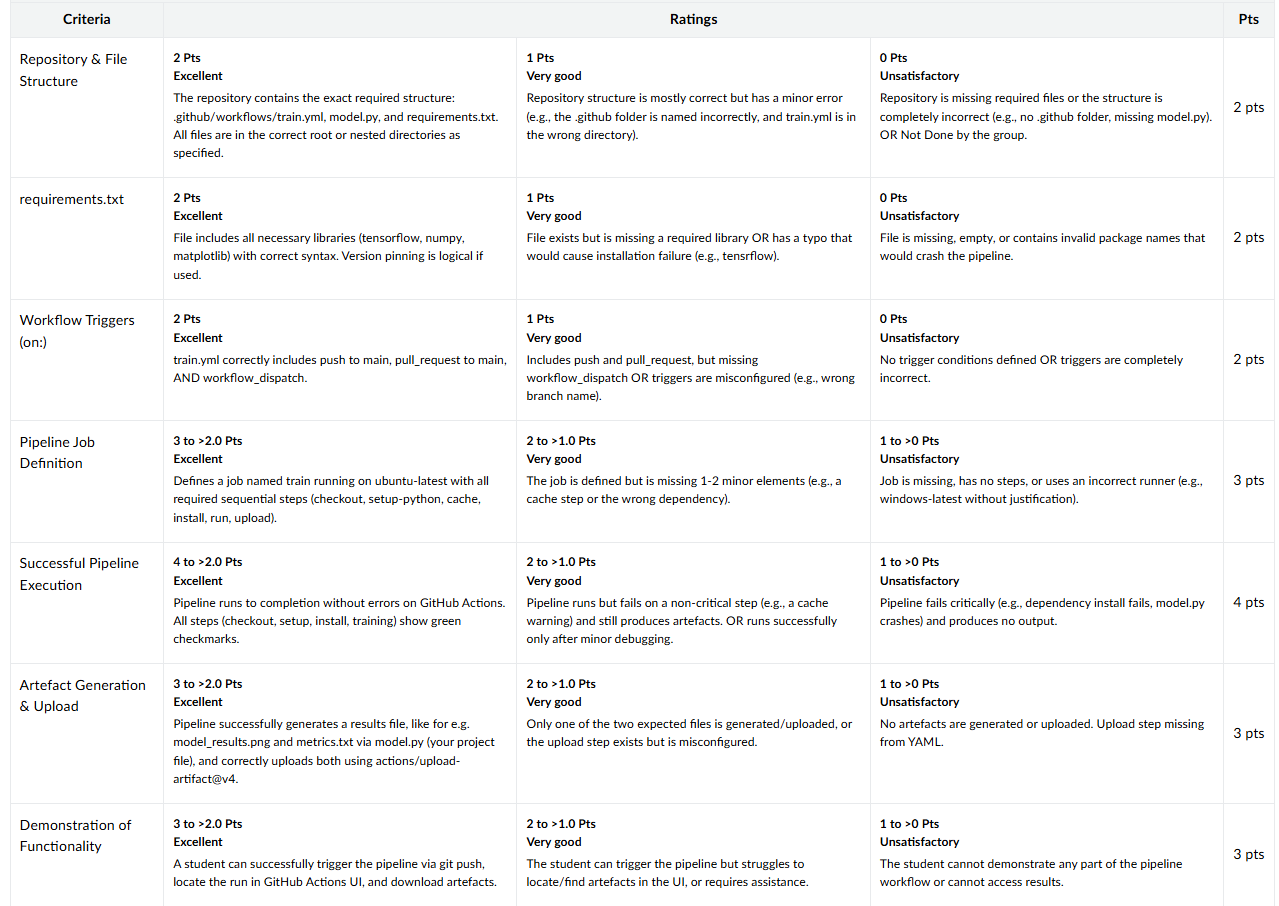 Criteria
Ratings
Pts
Repository & File
Structure
2 Pts
Excellent
The repository contains the exact required structure:
.github/workflows/train.yml, model.py, and requirements.txt.
All files are in the correct root or nested directories as
specified.
1 Pts
Very good
Repository structure is mostly correct but has a minor error
(e.g., the .github folder is named incorrectly, and train.yml is in
the wrong directory).
0 Pts
Unsatisfactory
Repository is missing required files or the structure is
completely incorrect (e.g., no .github folder, missing model.py).
OR Not Done by the group.
2 pts
requirements.txt
2 Pts
Excellent
File includes all necessary libraries (tensorflow, numpy,
matplotlib) with correct syntax. Version pinning is logical if
used.
1 Pts
Very good
File exists but is missing a required library OR has a typo that
would cause installation failure (e.g., tensrflow).
0 Pts
Unsatisfactory
File is missing, empty, or contains invalid package names that
would crash the pipeline.
2 pts
Workflow Triggers
(on:)
2 Pts
Excellent
train.yml correctly includes push to main, pull_request to main,
AND workflow_dispatch.
1 Pts
Very good
Includes push and pull_request, but missing
workflow_dispatch OR triggers are misconfigured (e.g., wrong
branch name).
0 Pts
Unsatisfactory
No trigger conditions defined OR triggers are completely
incorrect.
2 pts
Pipeline Job
Definition
3 to >2.0 Pts
Excellent
Defines a job named train running on ubuntu-latest with all
required sequential steps (checkout, setup-python, cache,
install, run, upload).
2 to >1.0 Pts
Very good
The job is defined but is missing 1-2 minor elements (e.g., a
cache step or the wrong dependency).
1 to >0 Pts
Unsatisfactory
Job is missing, has no steps, or uses an incorrect runner (e.g.,
windows-latest without justification).
3 pts
Successful Pipeline
Execution
4 to >2.0 Pts
Excellent
Pipeline runs to completion without errors on GitHub Actions.
All steps (checkout, setup, install, training) show green
checkmarks.
2 to >1.0 Pts
Very good
Pipeline runs but fails on a non-critical step (e.g., a cache
warning) and still produces artefacts. OR runs successfully
only after minor debugging.
1 to >0 Pts
Unsatisfactory
Pipeline fails critically (e.g., dependency install fails, model.py
crashes) and produces no output.
4 pts
Artefact Generation
& Upload
3 to >2.0 Pts
Excellent
Pipeline successfully generates a results file, like for e.g.
model_results.png and metrics.txt via model.py (your project
file), and correctly uploads both using actions/upload-
artifact@v4.
2 to >1.0 Pts
Very good
Only one of the two expected files is generated/uploaded, or
the upload step exists but is misconfigured.
1 to >0 Pts
Unsatisfactory
No artefacts are generated or uploaded. Upload step missing
from YAML.
3 pts
Demonstration of
Functionality
3 to >2.0 Pts
Excellent
A student can successfully trigger the pipeline via git push,
locate the run in GitHub Actions UI, and download artefacts.
2 to >1.0 Pts
Very good
The student can trigger the pipeline but struggles to
locate/find artefacts in the UI, or requires assistance.
1 to >0 Pts
Unsatisfactory
The student cannot demonstrate any part of the pipeline
workflow or cannot access results.
3 pts